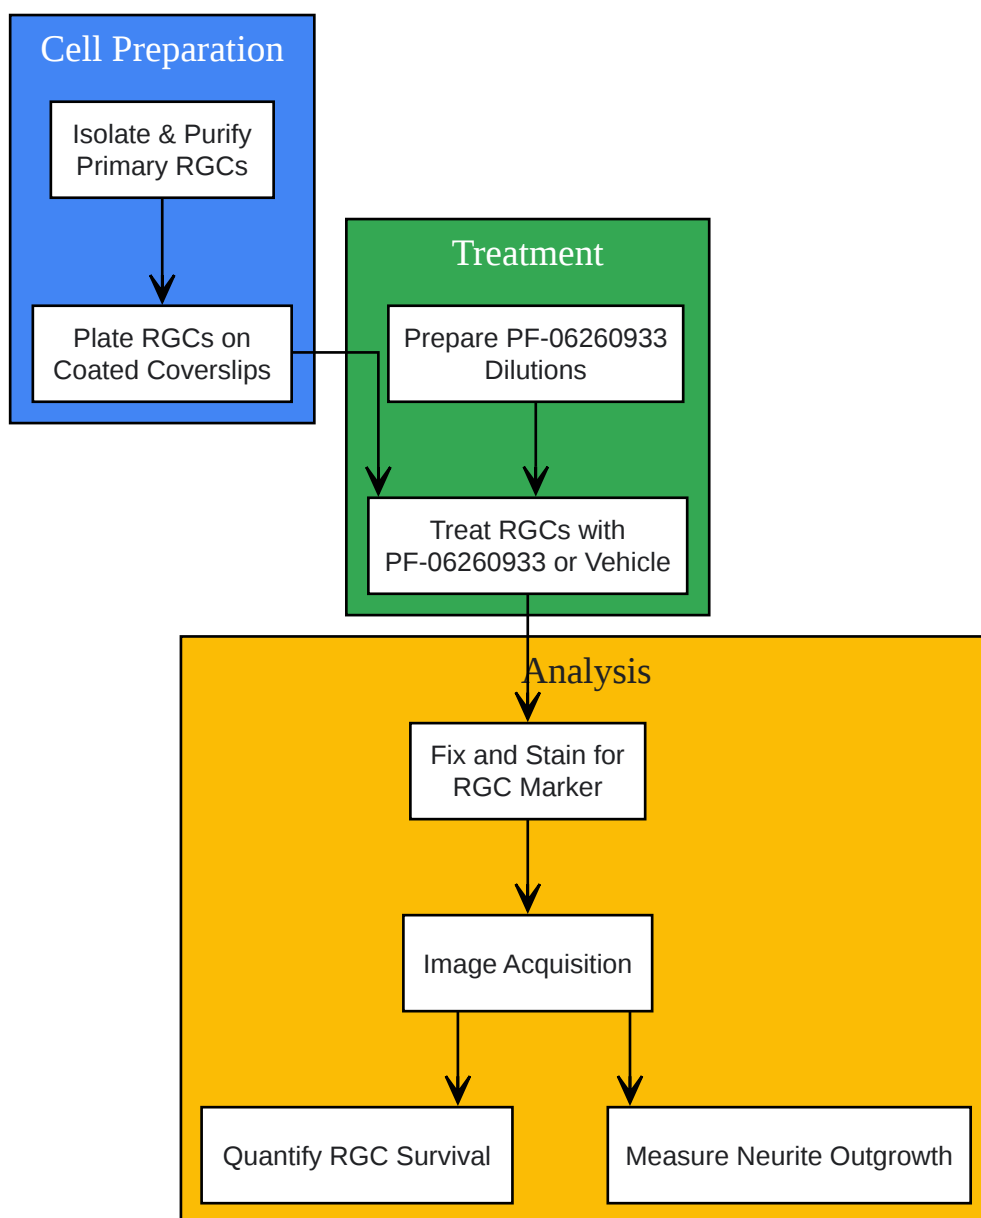 Cell Preparation
Isolate & Purify
Primary RGCs
Plate RGCs on
Coated Coverslips
Treatment
Prepare PF-06260933
Dilutions
Treat RGCs with
PF-06260933 or Vehicle
Analysis
Fix and Stain for
RGC Marker
Image Acquisition
Quantify RGC Survival
Measure Neurite Outgrowth